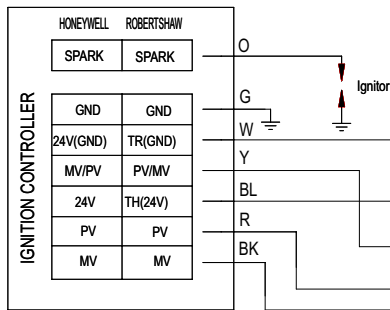 HONEYWELL ROBERTSHAW
SPARK SPARK O
Ignitor
GND GND G
24V(GND) TR(GND) W
MV/PV PV/MV Y
24V TH(24V) BL
PV PV R
MV MV BK
IGNITION CONTROLLER